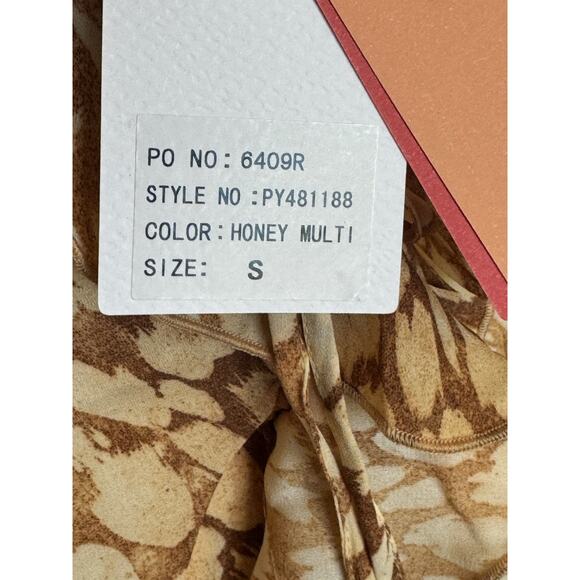 PO NO: 6409R
STYLE NO :PY481188
COLOR: HONEY MULTI
SIZE: S